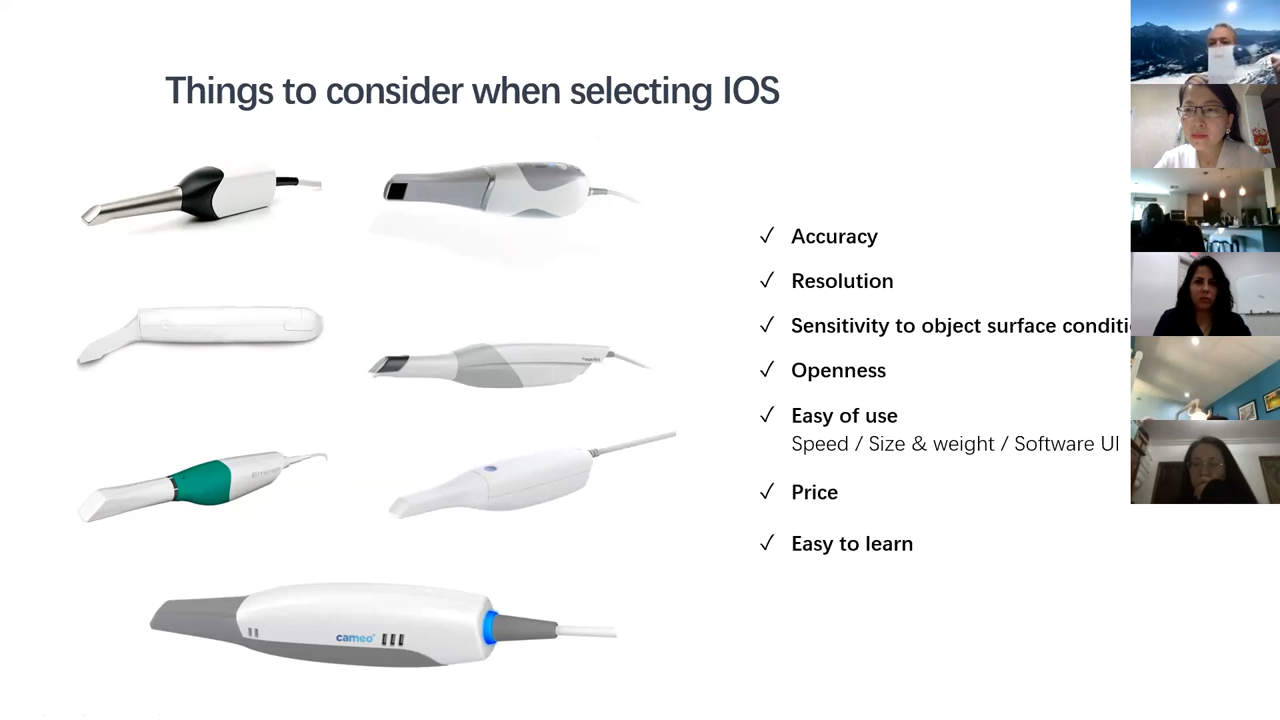 Things to consider when selecting IOS
✓ Accuracy
✓ Resolution
✓ Sensitivity to object surface conditi
✓ Openness
✓ Easy of use
Speed / Size & weight / Software UI
✓ Price
✓ Easy to learn
cameo